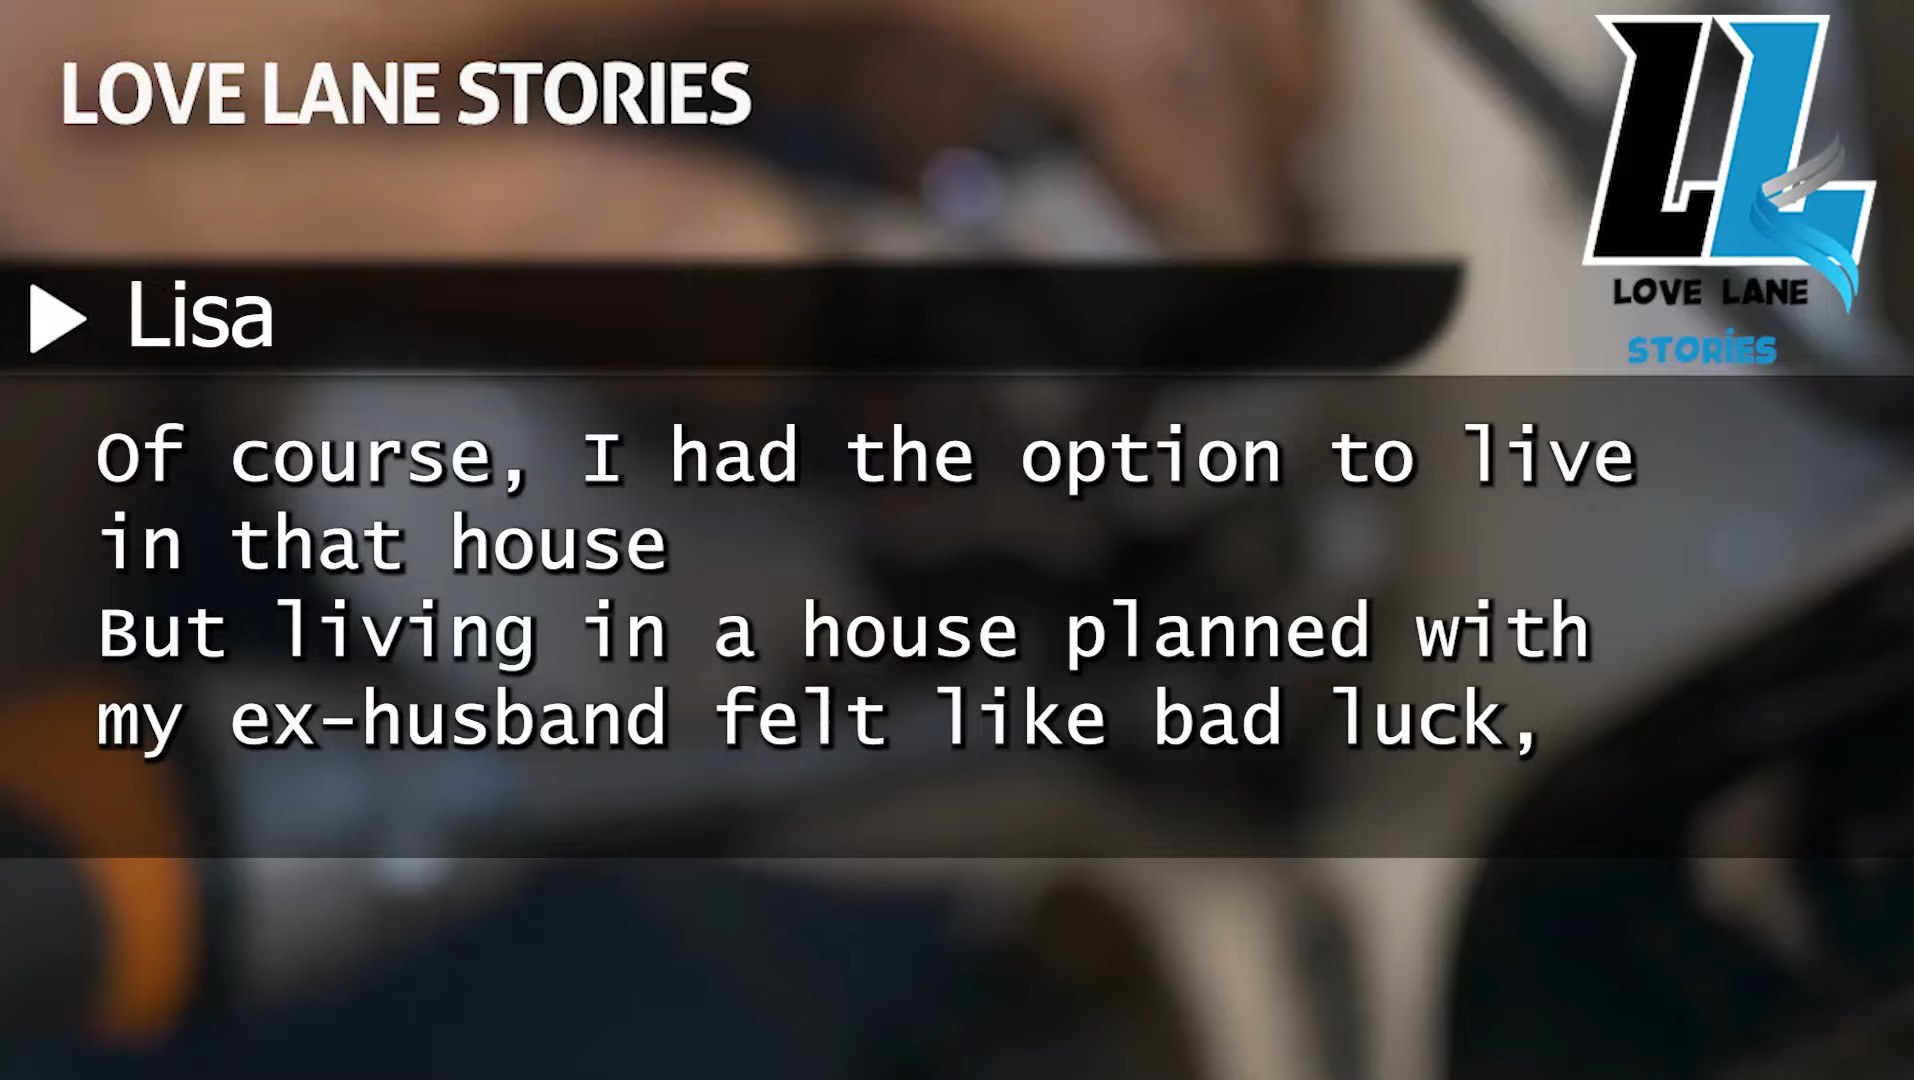 LOVE LANE STORIES
LL
LOVE LANE
STORIES
Lisa
Of course, I had the option to live
in that house
But living in a house planned with
my ex-husband felt like bad luck,